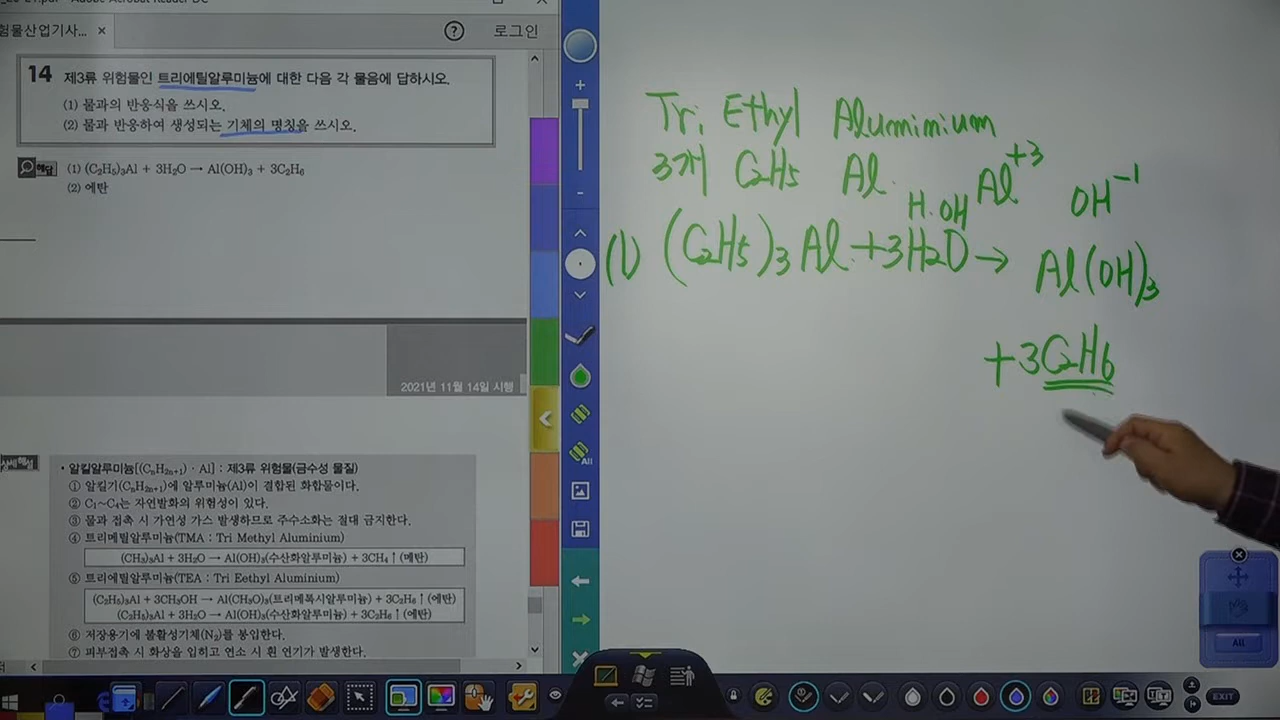 험물산업기사...
로그인
14 제3류 위험물인 트리에틸알루미늄에 대한 다음 각 물음에 답하시오.
(1) 물과의 반응식을 쓰시오.
(2) 물과 반응하여 생성되는 기체의 명칭을 쓰시오.
해답 (1) (C₂H₅)₃Al + 3H₂O → Al(OH)₃ + 3C₂H₆
(2) 에탄
2021년 11월 14일 시행
• 알킬알루미늄[(CₙH₂ₙ₊₁)·Al] : 제3류 위험물(금수성 물질)
① 알킬기(CₙH₂ₙ₊₁)에 알루미늄(Al)이 결합된 화합물이다.
② C₁~C₄는 자연발화의 위험성이 있다.
③ 물과 접촉 시 가연성 가스 발생하므로 주수소화는 절대 금지한다.
④ 트리메틸알루미늄(TMA : Tri Methyl Aluminium)
(CH₃)₃Al + 3H₂O → Al(OH)₃(수산화알루미늄) + 3CH₄↑(메탄)
⑤ 트리에틸알루미늄(TEA : Tri Eethyl Aluminium)
(C₂H₅)₃Al + 3CH₃OH → Al(CH₃O)₃(트리메톡시알루미늄) + 3C₂H₆↑(에탄)
(C₂H₅)₃Al + 3H₂O → Al(OH)₃(수산화알루미늄) + 3C₂H₆↑(에탄)
⑥ 저장용기에 불활성기체(N₂)를 봉입한다.
⑦ 피부접촉 시 화상을 입히고 연소 시 흰 연기가 발생한다.
Tri Ethyl Aluminium
3개 C₂H₅ Al Al⁺³ OH⁻¹
H·OH
(1) (C₂H₅)₃Al + 3H₂O → Al(OH)₃
+3C₂H₆
All
All
EXIT